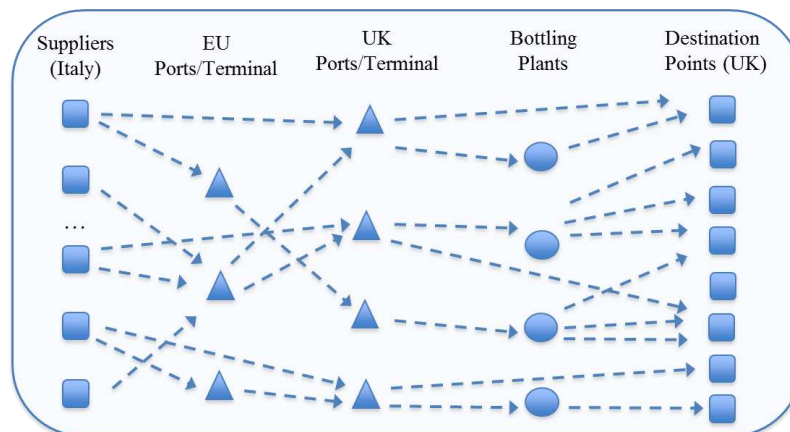 Suppliers
(Italy)
EU
Ports/Terminal
UK
Ports/Terminal
Bottling
Plants
Destination
Points (UK)
...